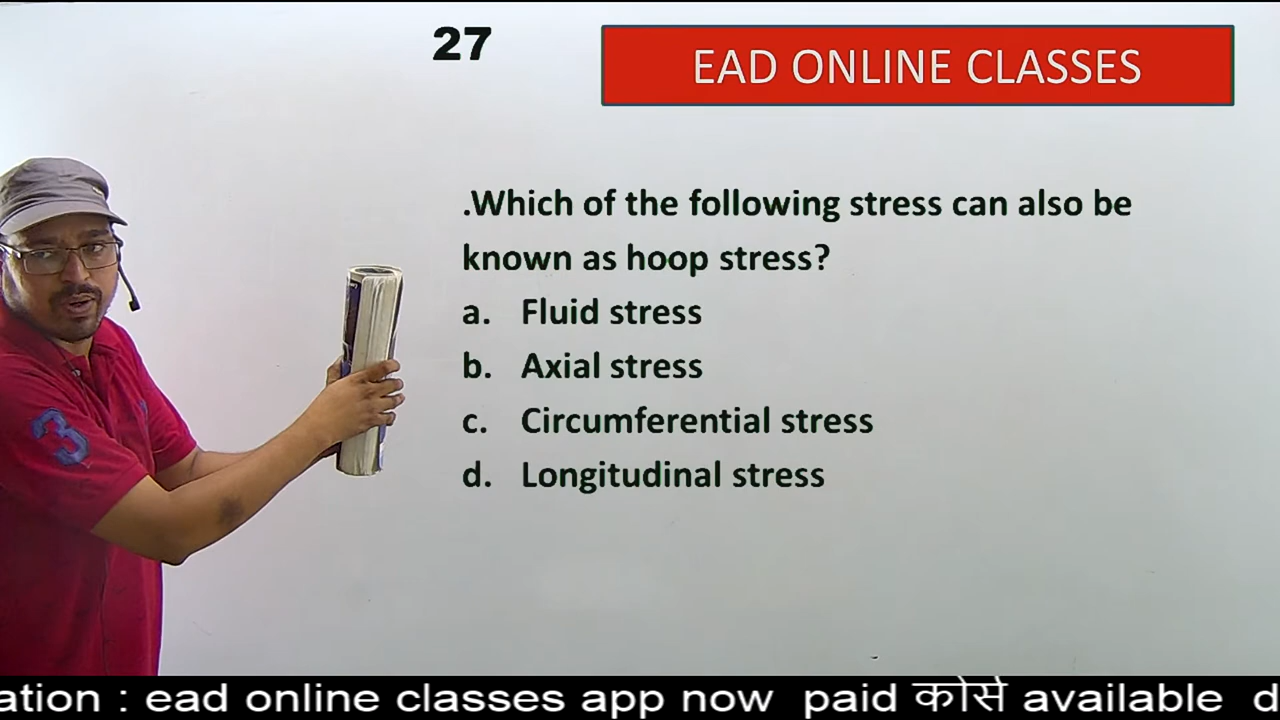 27
EAD ONLINE CLASSES
.Which of the following stress can also be
known as hoop stress?
a. Fluid stress
b. Axial stress
c. Circumferential stress
d. Longitudinal stress
3
ation : ead online classes app now paid कोर्स available d